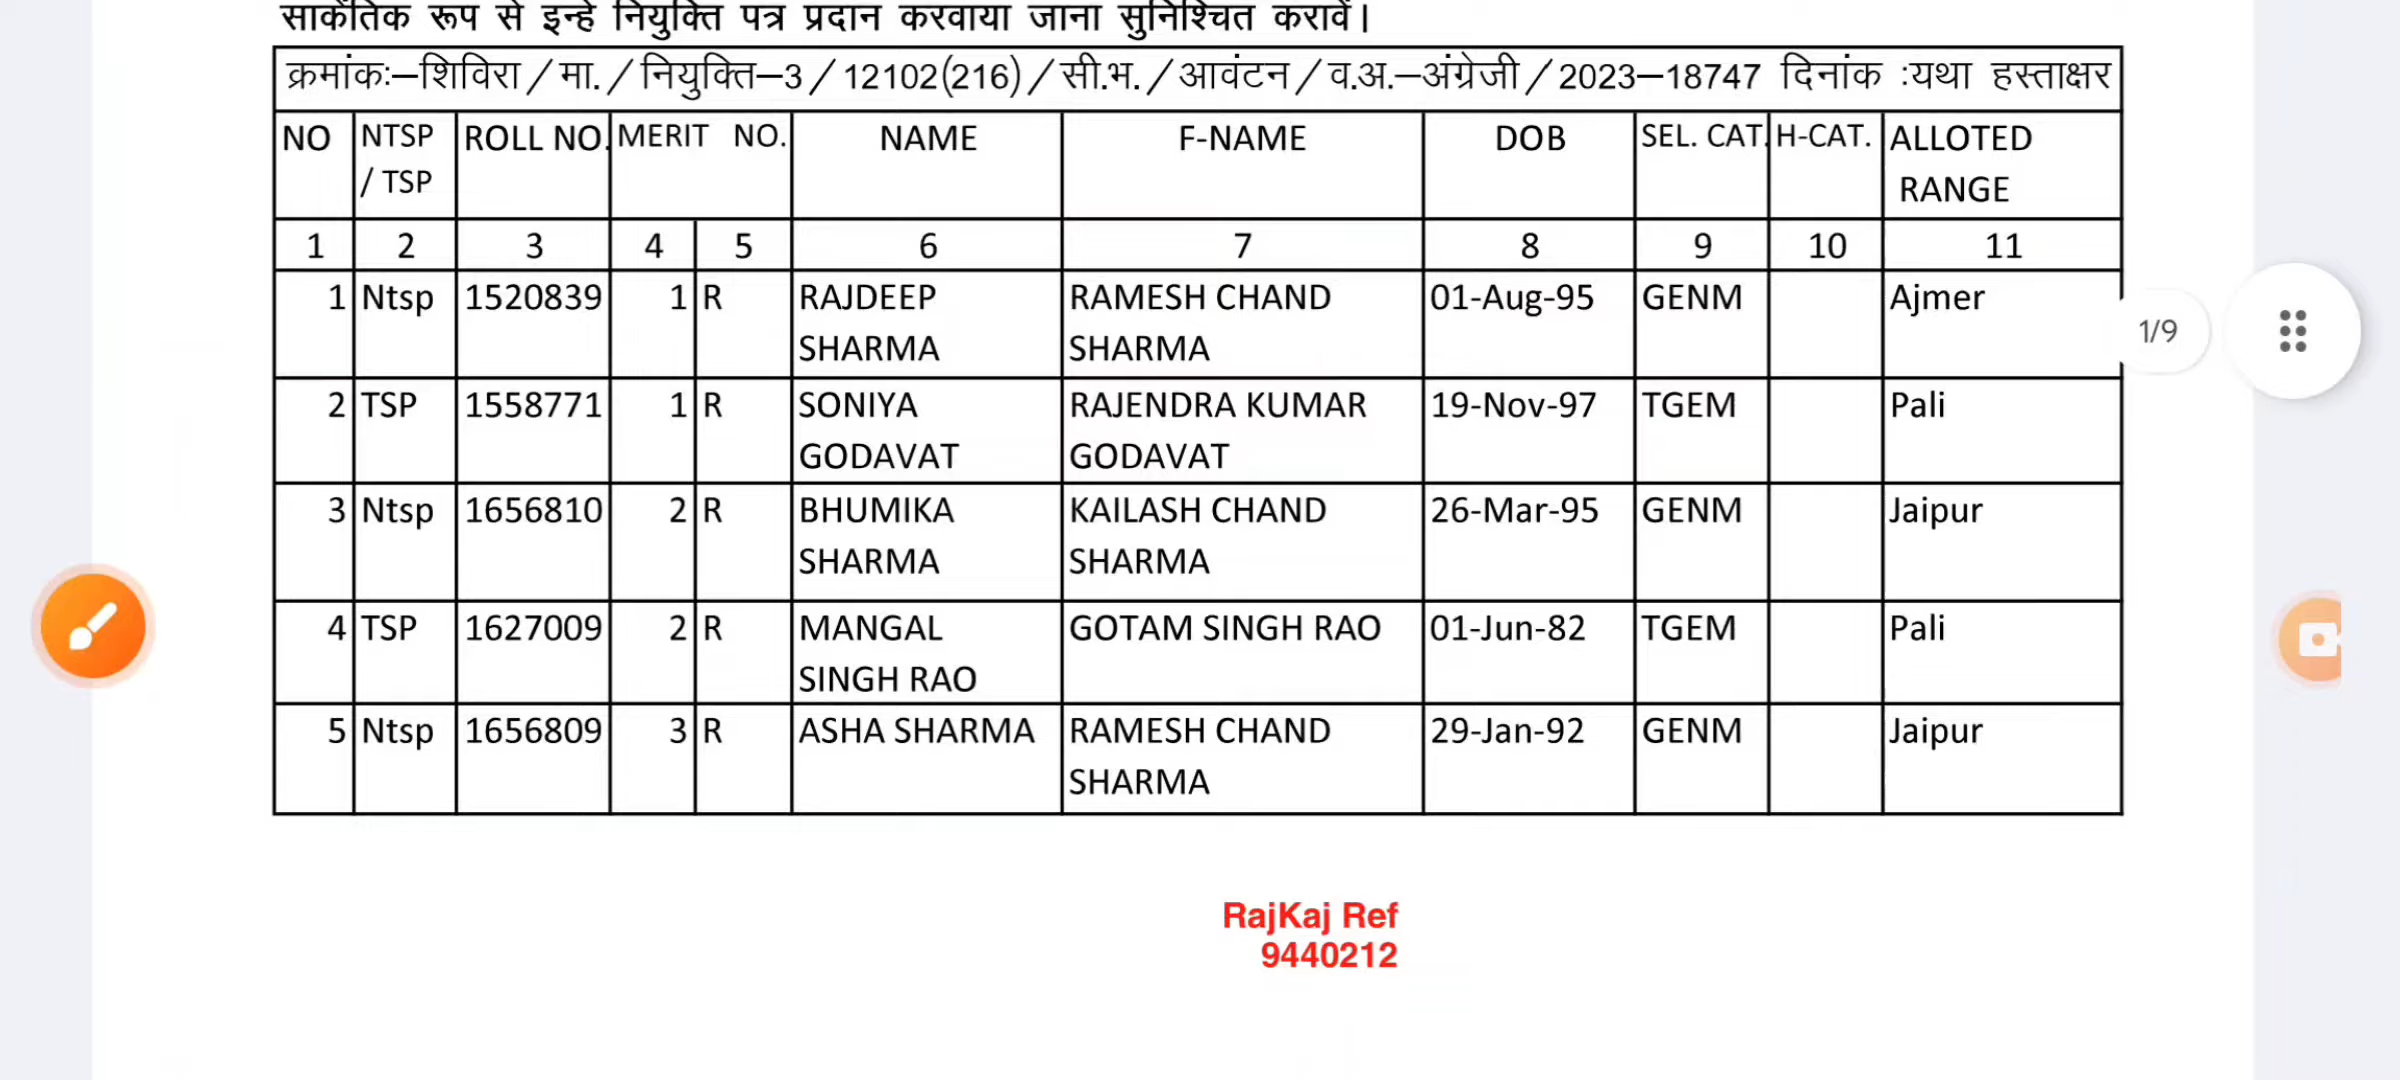 साकेतिक रूप से इन्हे नियुक्ति पत्र प्रदान करवाया जाना सुनिश्चित करावें।
क्रमांकः–शिविरा/मा./नियुक्ति–3/12102(216)/सी.भ./आवंटन/व.अ.–अंग्रेजी/2023–18747 दिनांक :यथा हस्ताक्षर
NO NTSP / TSP ROLL NO. MERIT NO. NAME F-NAME DOB SEL. CAT. H-CAT. ALLOTED RANGE
1 2 3 4 5 6 7 8 9 10 11
1 Ntsp 1520839 1 R RAJDEEP SHARMA RAMESH CHAND SHARMA 01-Aug-95 GENM Ajmer
2 TSP 1558771 1 R SONIYA GODAVAT RAJENDRA KUMAR GODAVAT 19-Nov-97 TGEM Pali
3 Ntsp 1656810 2 R BHUMIKA SHARMA KAILASH CHAND SHARMA 26-Mar-95 GENM Jaipur
4 TSP 1627009 2 R MANGAL SINGH RAO GOTAM SINGH RAO 01-Jun-82 TGEM Pali
5 Ntsp 1656809 3 R ASHA SHARMA RAMESH CHAND SHARMA 29-Jan-92 GENM Jaipur
1/9
RajKaj Ref
9440212